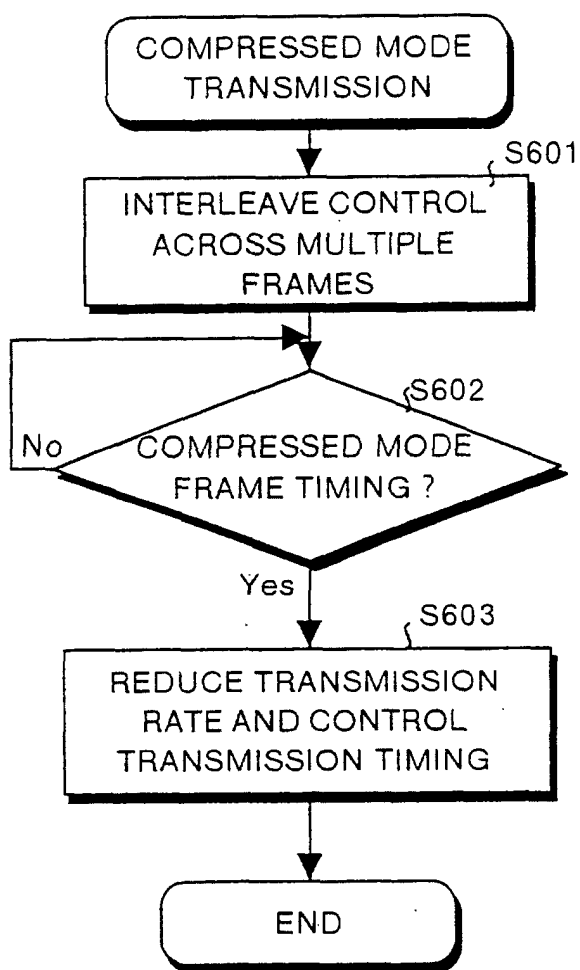 COMPRESSED MODE
TRANSMISSION
S601
INTERLEAVE CONTROL
ACROSS MULTIPLE
FRAMES
S602
No
COMPRESSED MODE
FRAME TIMING ?
Yes
S603
REDUCE TRANSMISSION
RATE AND CONTROL
TRANSMISSION TIMING
END